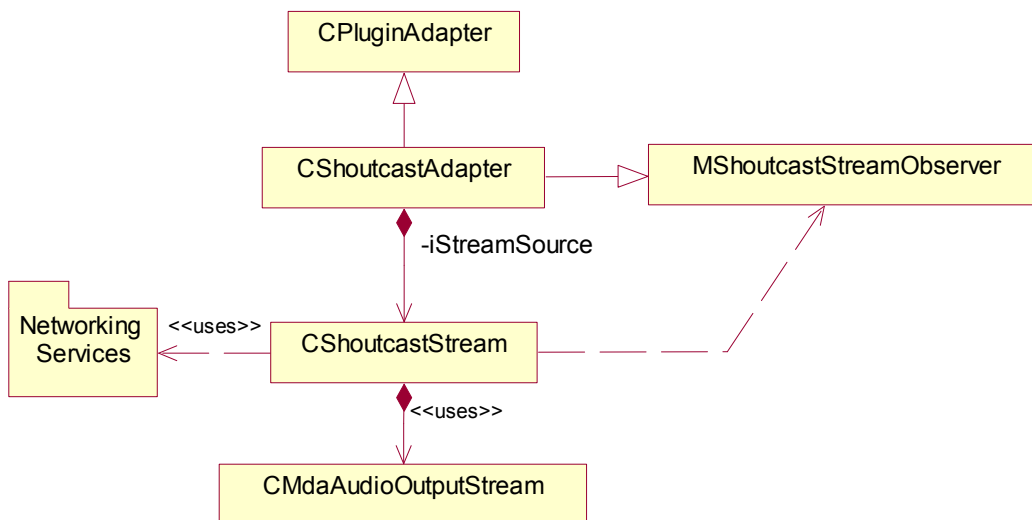 CPluginAdapter
CShoutcastAdapter
MShoutcastStreamObserver
-iStreamSource
Networking
Services
<<uses>>
CShoutcastStream
<<uses>>
CMdaAudioOutputStream